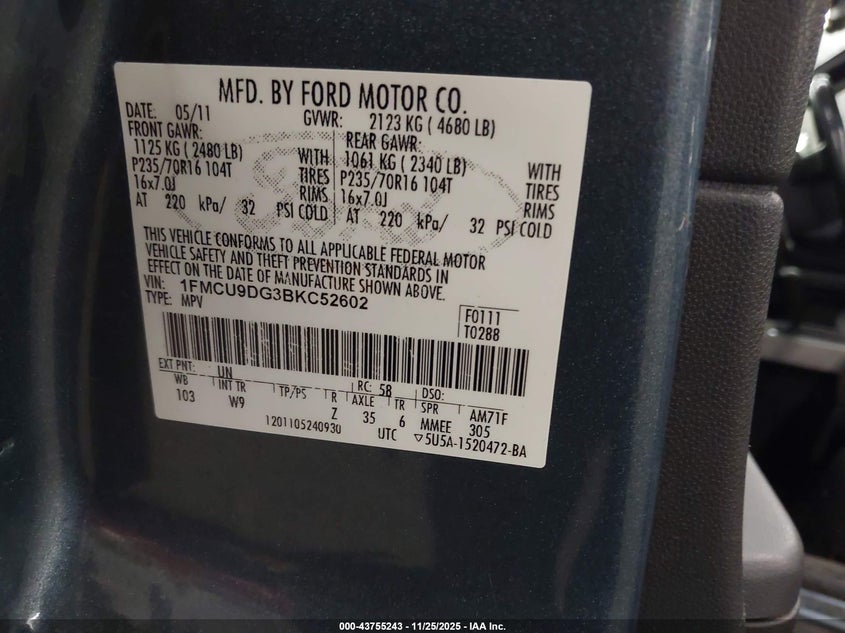 MFD. BY FORD MOTOR CO.
DATE: 05/11 GVWR: 2123 KG ( 4680 LB)
FRONT GAWR: REAR GAWR:
1125 KG ( 2480 LB) WITH 1061 KG ( 2340 LB) WITH
P235/70R16 104T TIRES P235/70R16 104T TIRES
16x7.0J RIMS 16x7.0J RIMS
AT 220 kPa/ 32 PSI COLD AT 220 kPa/ 32 PSI COLD
THIS VEHICLE CONFORMS TO ALL APPLICABLE FEDERAL MOTOR
VEHICLE SAFETY AND THEFT PREVENTION STANDARDS IN
EFFECT ON THE DATE OF MANUFACTURE SHOWN ABOVE.
VIN: 1FMCU9DG3BKC52602
TYPE: MPV
F0111
T0288
EXT PNT: UN RC: 58 DSO:
WB INT TR TP/PS R AXLE TR SPR AM71F
103 W9 Z 35 6 MMEE 305
1201105240930 UTC ▽5U5A-1520472-BA
000-43755243 - 11/25/2025 - IAA Inc.